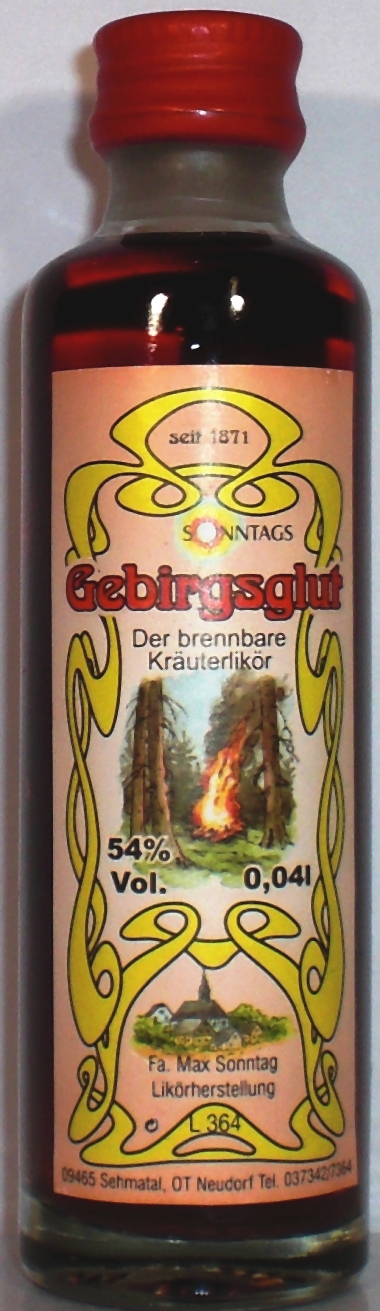 seit 1871
SONNTAGS
Gebirgsglut
Der brennbare
Kräuterlikör
54%
Vol. 0,04l
Fa. Max Sonntag
Likörherstellung
L 364
09465 Sehmatal, OT Neudorf Tel. 037342/7364